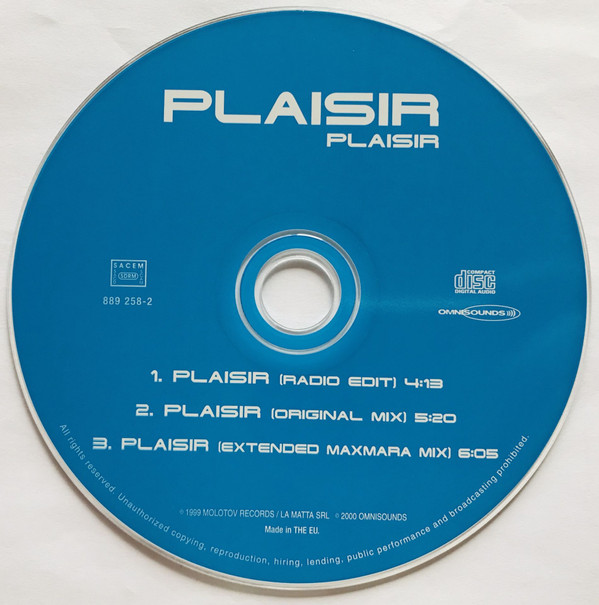 PLAISIR
PLAISIR
SACEM
SDRM
889 258-2
COMPACT
disc
DIGITAL AUDIO
OMNISOUNDS
1. PLAISIR (RADIO EDIT) 4:13
2. PLAISIR (ORIGINAL MIX) 5:20
3. PLAISIR (EXTENDED MAXMARA MIX) 6:05
℗ 1999 MOLOTOV RECORDS / LA MATTA SRL © 2000 OMNISOUNDS
Made in THE EU.
All rights reserved. Unauthorized copying, reproduction, hiring, lending, public performance and broadcasting prohibited.